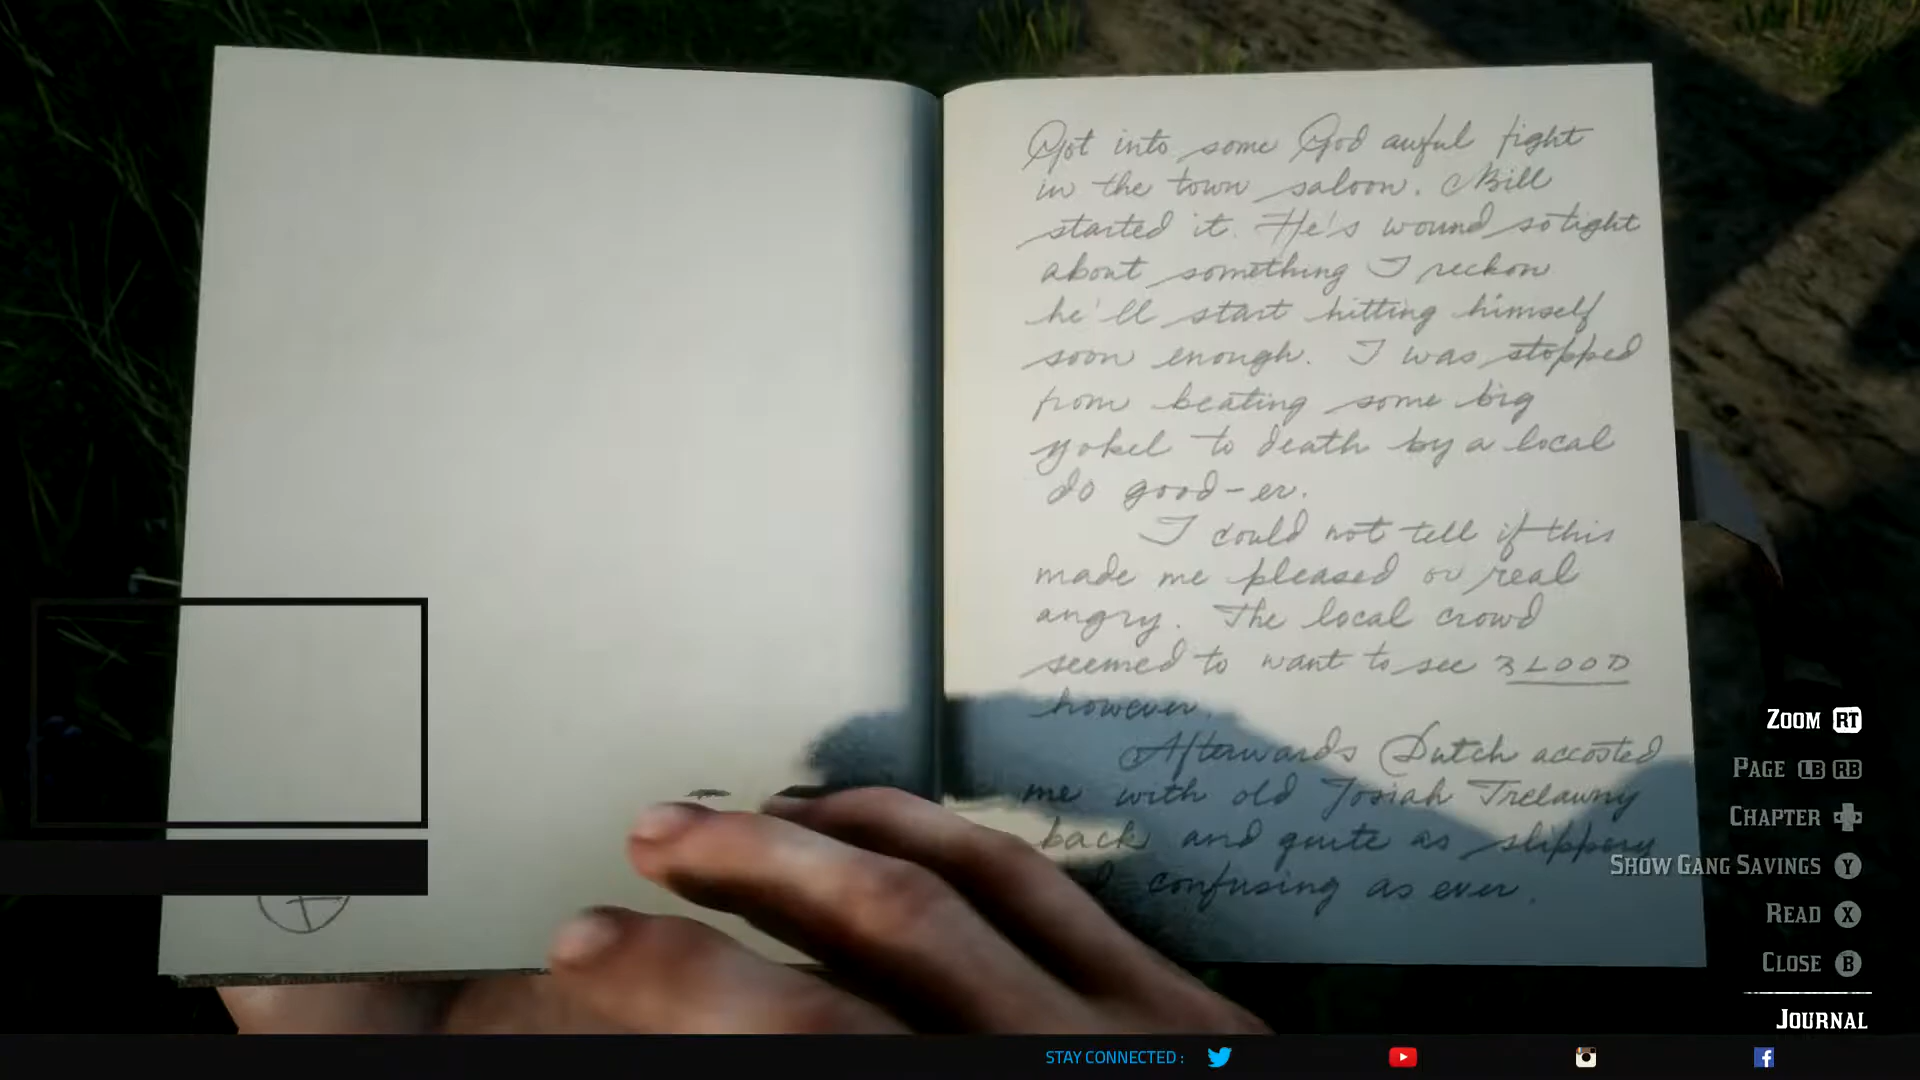 Got into some God awful fight
in the town saloon. Bill
started it. He's wound so tight
about something I reckon
he'll start hitting himself
soon enough. I was stopped
from beating some big
yokel to death by a local
do good-er.
I could not tell if this
made me pleased or real
angry. The local crowd
seemed to want to see BLOOD
however.
Afterwards Dutch accosted
me with old Josiah Trelawny
back and quite as slippery
confusing as ever.
ZOOM RT
PAGE LB RB
CHAPTER
SHOW GANG SAVINGS Y
READ X
CLOSE B
JOURNAL
STAY CONNECTED :